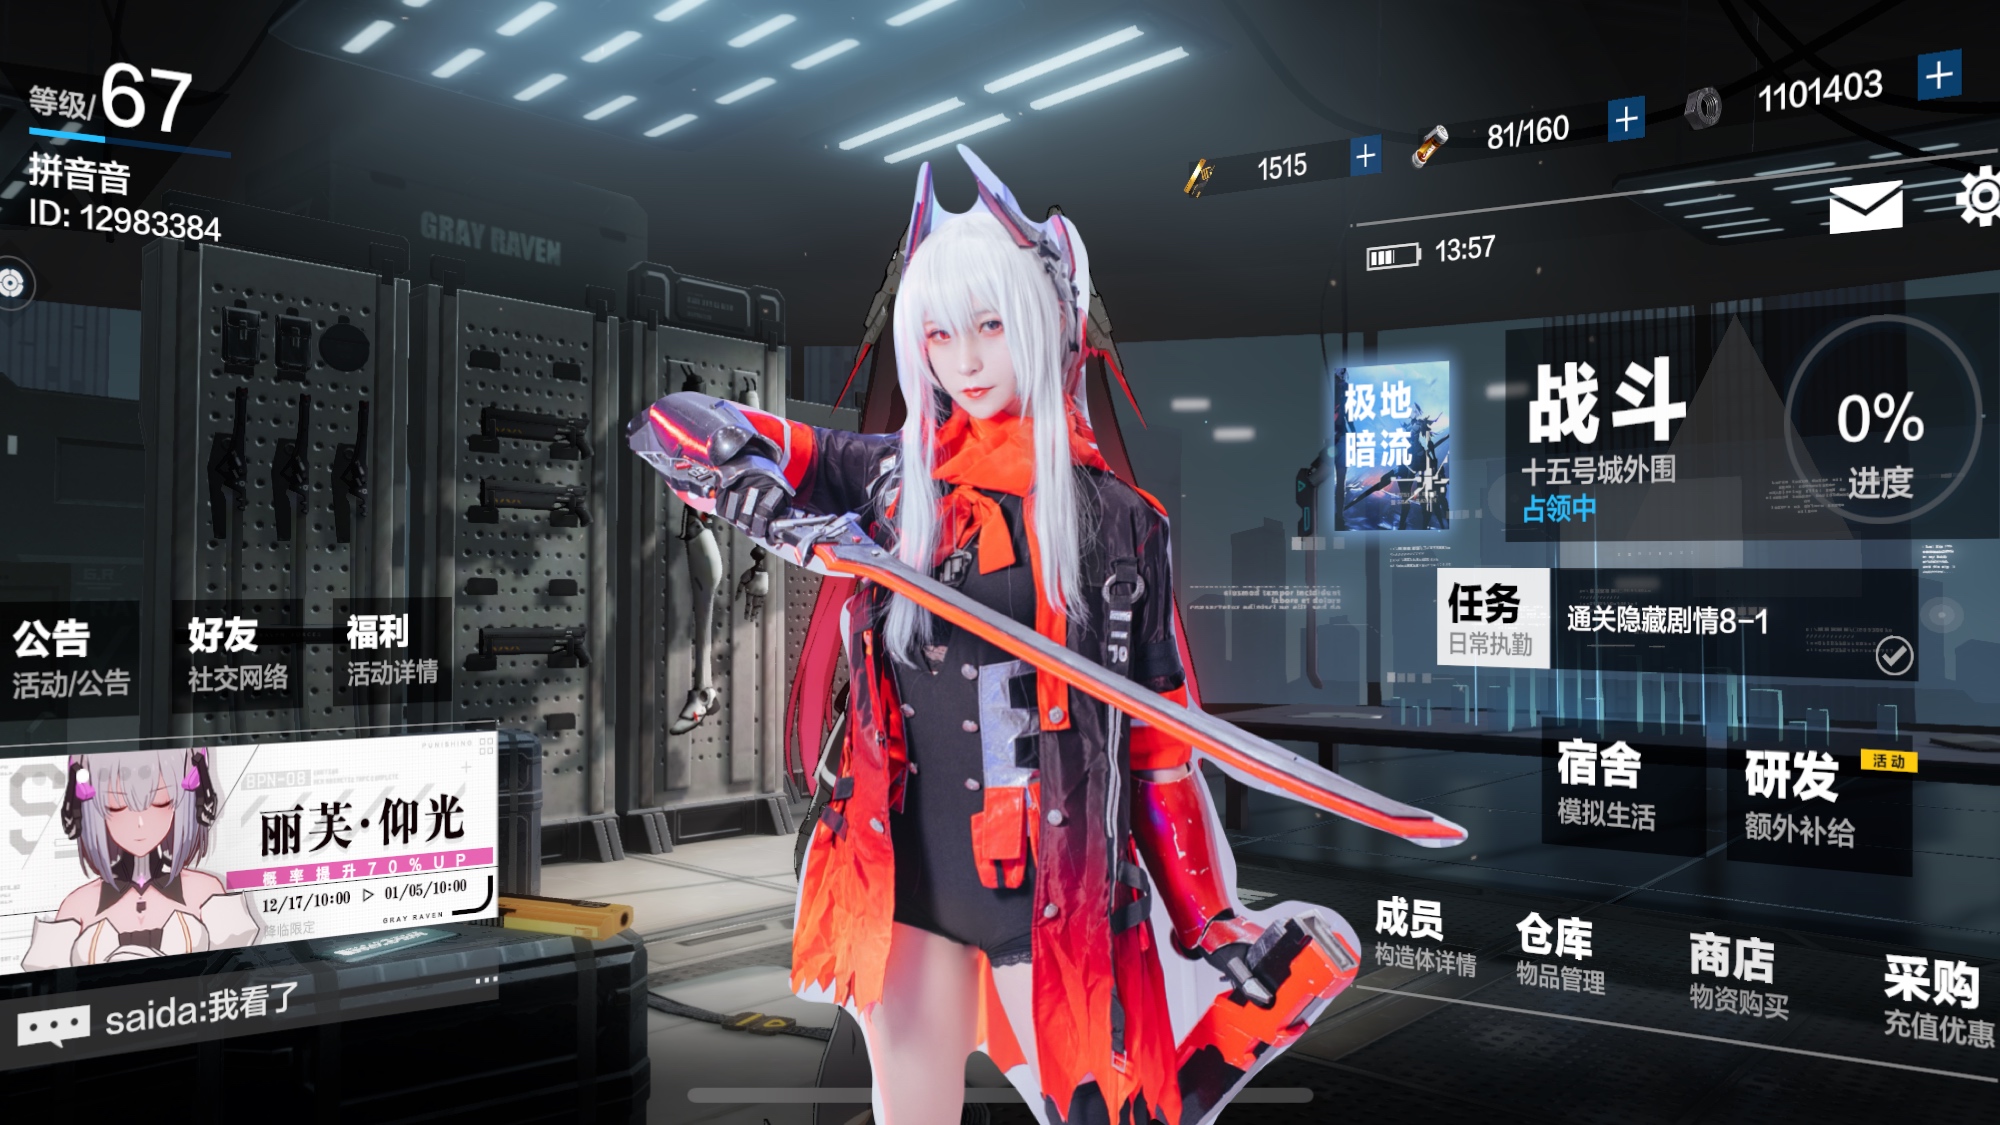 等级/67
拼音音
ID: 12983384
GRAY RAVEN
1515
81/160
1101403
13:57
极地
暗流
战斗
十五号城外围
占领中
0%
进度
任务
日常执勤
通关隐藏剧情8-1
公告
活动/公告
好友
社交网络
福利
活动详情
宿舍
模拟生活
研发
额外补给
活动
PUNISHING
BPN-08
丽芙·仰光
概率提升70%UP
12/17/10:00 ▷ 01/05/10:00
GRAY RAVEN
降临限定
成员
构造体详情
仓库
物品管理
商店
物资购买
采购
充值优惠
saida:我看了
...